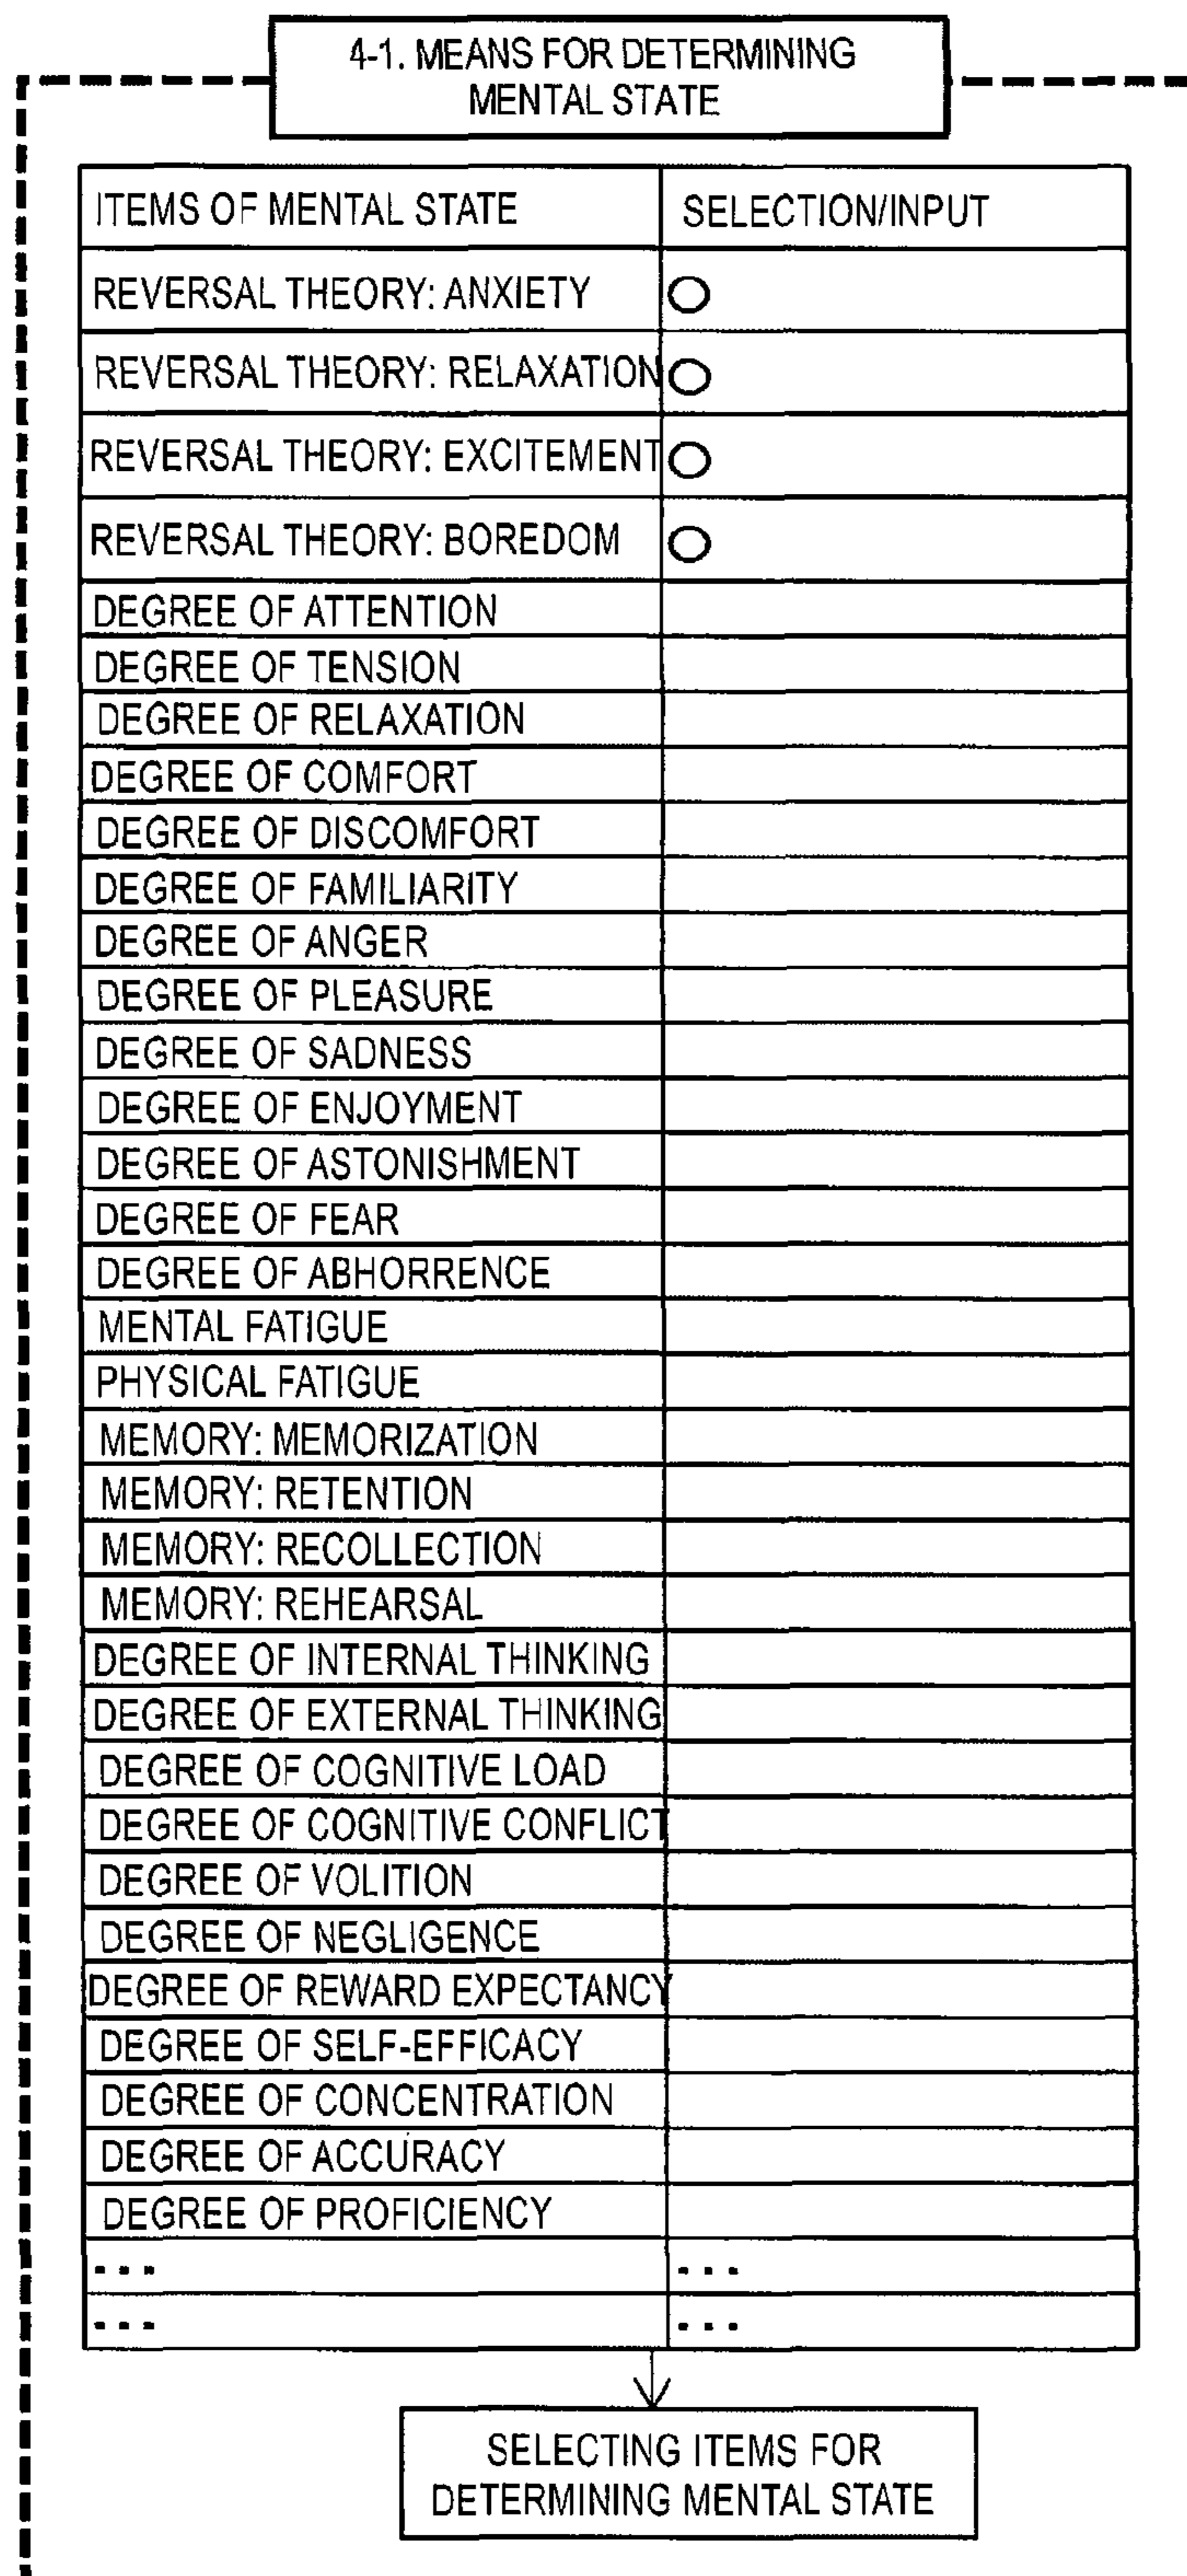 4-1. MEANS FOR DETERMINING
MENTAL STATE
ITEMS OF MENTAL STATE SELECTION/INPUT
REVERSAL THEORY: ANXIETY ○
REVERSAL THEORY: RELAXATION ○
REVERSAL THEORY: EXCITEMENT ○
REVERSAL THEORY: BOREDOM ○
DEGREE OF ATTENTION
DEGREE OF TENSION
DEGREE OF RELAXATION
DEGREE OF COMFORT
DEGREE OF DISCOMFORT
DEGREE OF FAMILIARITY
DEGREE OF ANGER
DEGREE OF PLEASURE
DEGREE OF SADNESS
DEGREE OF ENJOYMENT
DEGREE OF ASTONISHMENT
DEGREE OF FEAR
DEGREE OF ABHORRENCE
MENTAL FATIGUE
PHYSICAL FATIGUE
MEMORY: MEMORIZATION
MEMORY: RETENTION
MEMORY: RECOLLECTION
MEMORY: REHEARSAL
DEGREE OF INTERNAL THINKING
DEGREE OF EXTERNAL THINKING
DEGREE OF COGNITIVE LOAD
DEGREE OF COGNITIVE CONFLICT
DEGREE OF VOLITION
DEGREE OF NEGLIGENCE
DEGREE OF REWARD EXPECTANCY
DEGREE OF SELF-EFFICACY
DEGREE OF CONCENTRATION
DEGREE OF ACCURACY
DEGREE OF PROFICIENCY
... ...
... ...
SELECTING ITEMS FOR
DETERMINING MENTAL STATE